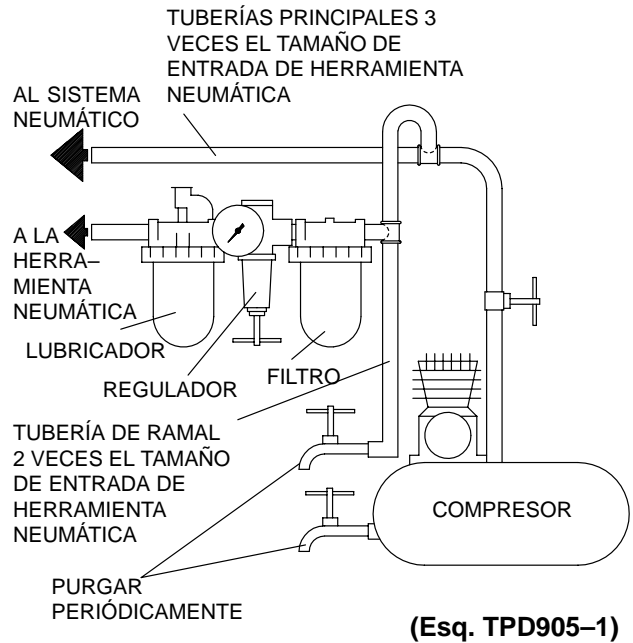 TUBERÍAS PRINCIPALES 3
VECES EL TAMAÑO DE
ENTRADA DE HERRAMIENTA
NEUMÁTICA
AL SISTEMA
NEUMÁTICO
A LA
HERRA–
MIENTA
NEUMÁTICA
LUBRICADOR
REGULADOR
FILTRO
TUBERÍA DE RAMAL
2 VECES EL TAMAÑO
DE ENTRADA DE
HERRAMIENTA
NEUMÁTICA
COMPRESOR
PURGAR
PERIÓDICAMENTE
(Esq. TPD905–1)